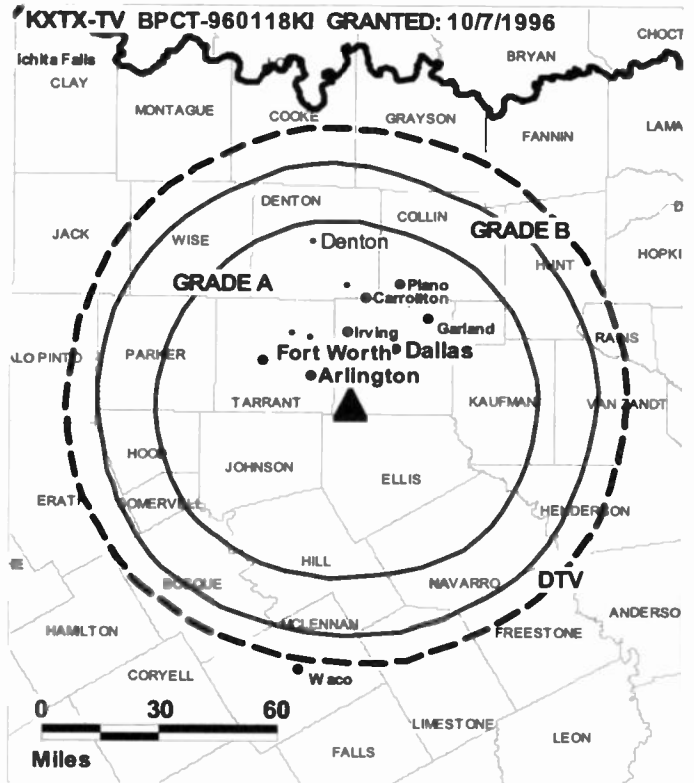 KXTX-TV BPCT-960118KI GRANTED: 10/7/1996
CHOCT
ichita Falls
BRYAN
CLAY
MONTAGUE
COOKE
GRAYSON
FANNIN
LAMA
DENTON
COLLIN
GRADE B
JACK
WISE
Denton
HUNT
HOPKI
GRADE A
Plano
Carrollton
Irving
Garland
RAINS
ALO PINTO
PARKER
Fort Worth
Dallas
Arlington
TARRANT
KAUFMAN
VAN ZANDT
HOOD
JOHNSON
ELLIS
ERATH
SOMERVELL
HENDERSON
HILL
BOSQUE
NAVARRO
DTV
MCLENNAN
ANDERSO
HAMILTON
FREESTONE
CORYELL
Waco
0 30 60
LIMESTONE
LEON
Miles
FALLS